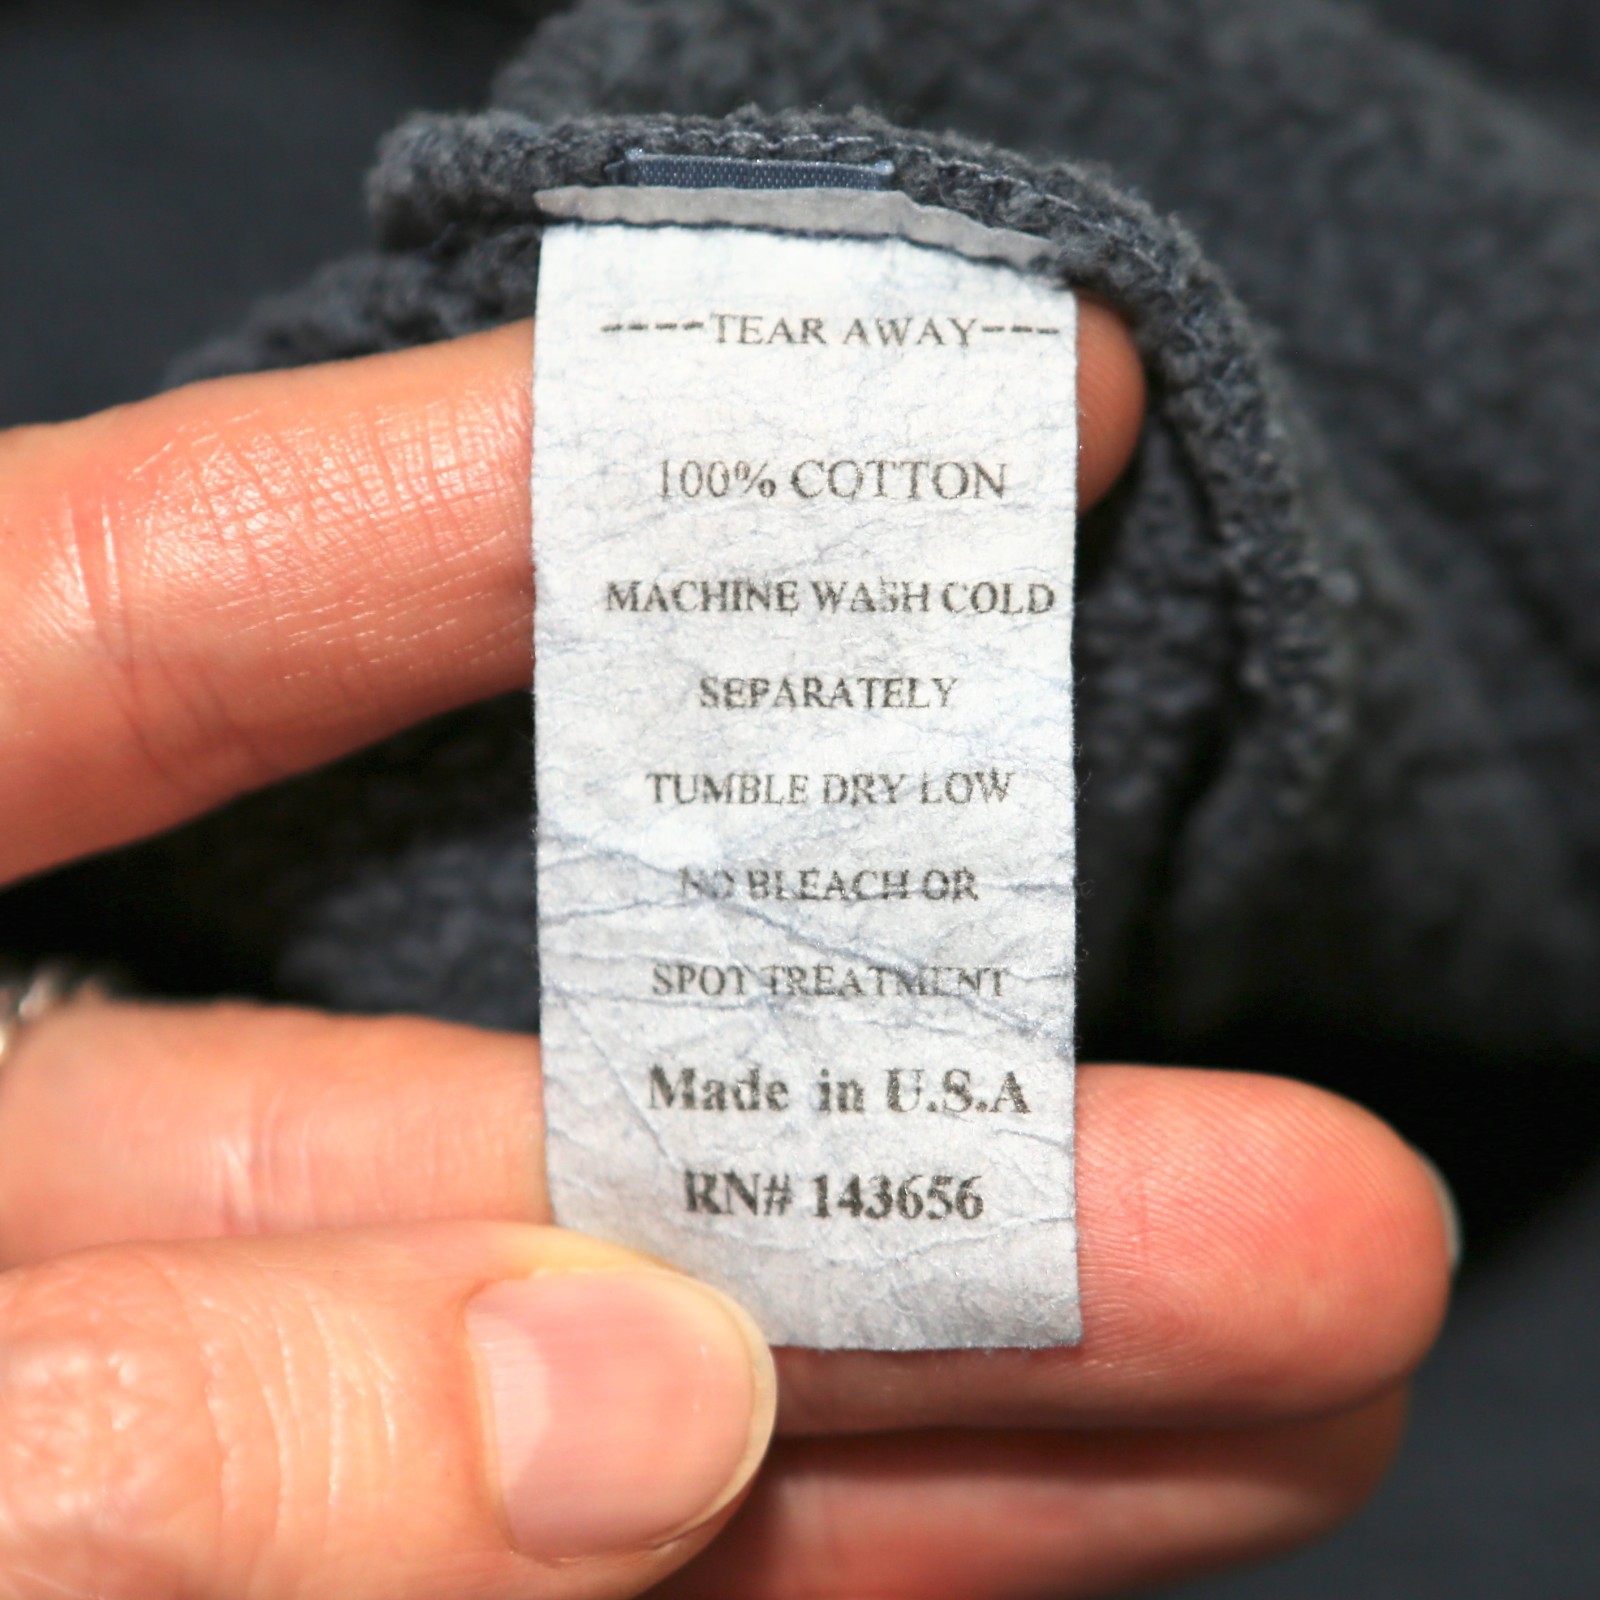 ----TEAR AWAY---
100% COTTON
MACHINE WASH COLD
SEPARATELY
TUMBLE DRY LOW
NO BLEACH OR
SPOT TREATMENT
Made in U.S.A
RN# 143656